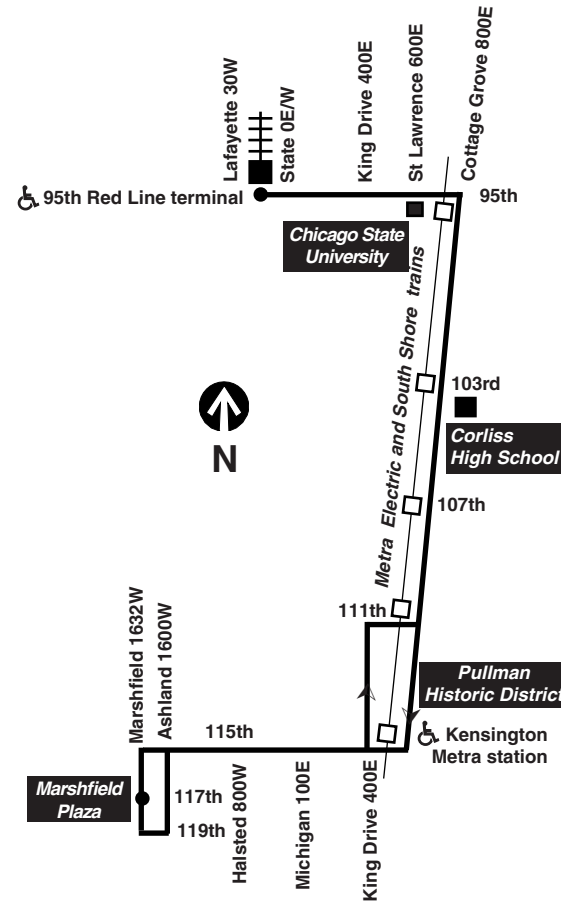 Lafayette 30W
State 0E/W
King Drive 400E
St Lawrence 600E
Cottage Grove 800E
95th Red Line terminal
95th
Chicago State
University
Metra Electric and South Shore trains
103rd
Corliss
High School
N
107th
111th
Marshfield 1632W
Ashland 1600W
Pullman
Historic District
115th
Kensington
Metra station
Marshfield
Plaza
117th
119th
Halsted 800W
Michigan 100E
King Drive 400E